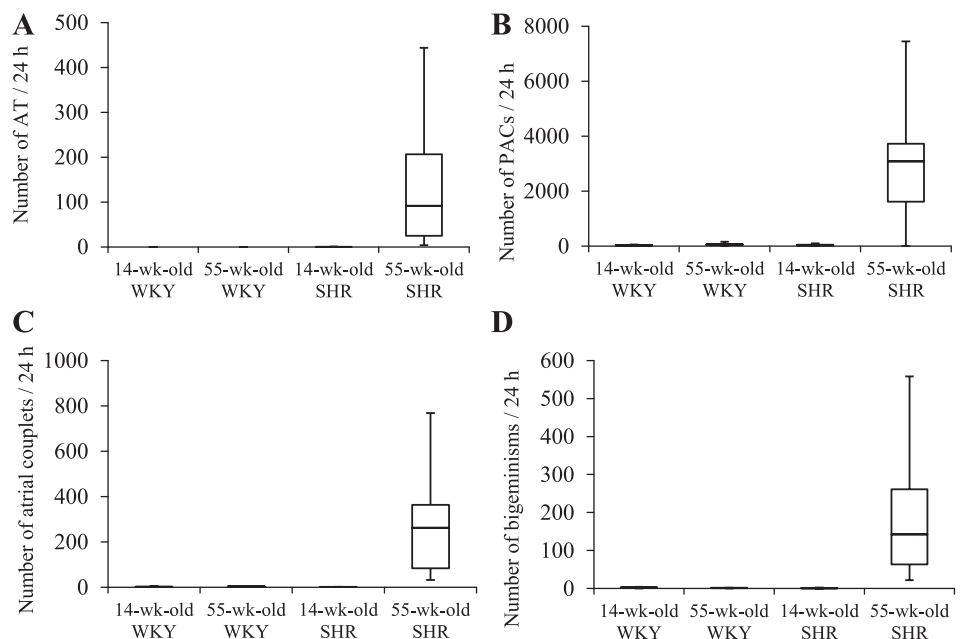 A
Number of AT / 24 h
500
400
300
200
100
0
14-wk-old
WKY
55-wk-old
WKY
14-wk-old
SHR
55-wk-old
SHR
B
Number of PACs / 24 h
8000
6000
4000
2000
0
14-wk-old
WKY
55-wk-old
WKY
14-wk-old
SHR
55-wk-old
SHR
C
Number of atrial couplets / 24 h
1000
800
600
400
200
0
14-wk-old
WKY
55-wk-old
WKY
14-wk-old
SHR
55-wk-old
SHR
D
Number of bigeminisms / 24 h
600
500
400
300
200
100
0
14-wk-old
WKY
55-wk-old
WKY
14-wk-old
SHR
55-wk-old
SHR